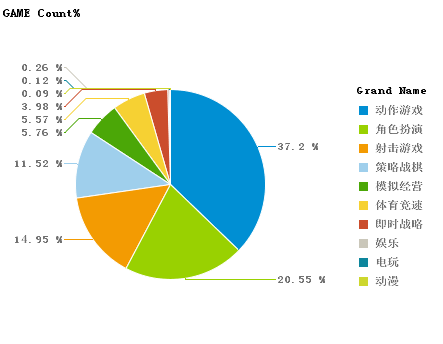 GAME Count%
0.26 %
0.12 %
0.09 %
3.98 %
5.57 %
5.76 %
11.52 %
14.95 %
37.2 %
20.55 %
Grand Name
动作游戏
角色扮演
射击游戏
策略战棋
模拟经营
体育竞速
即时战略
娱乐
电玩
动漫